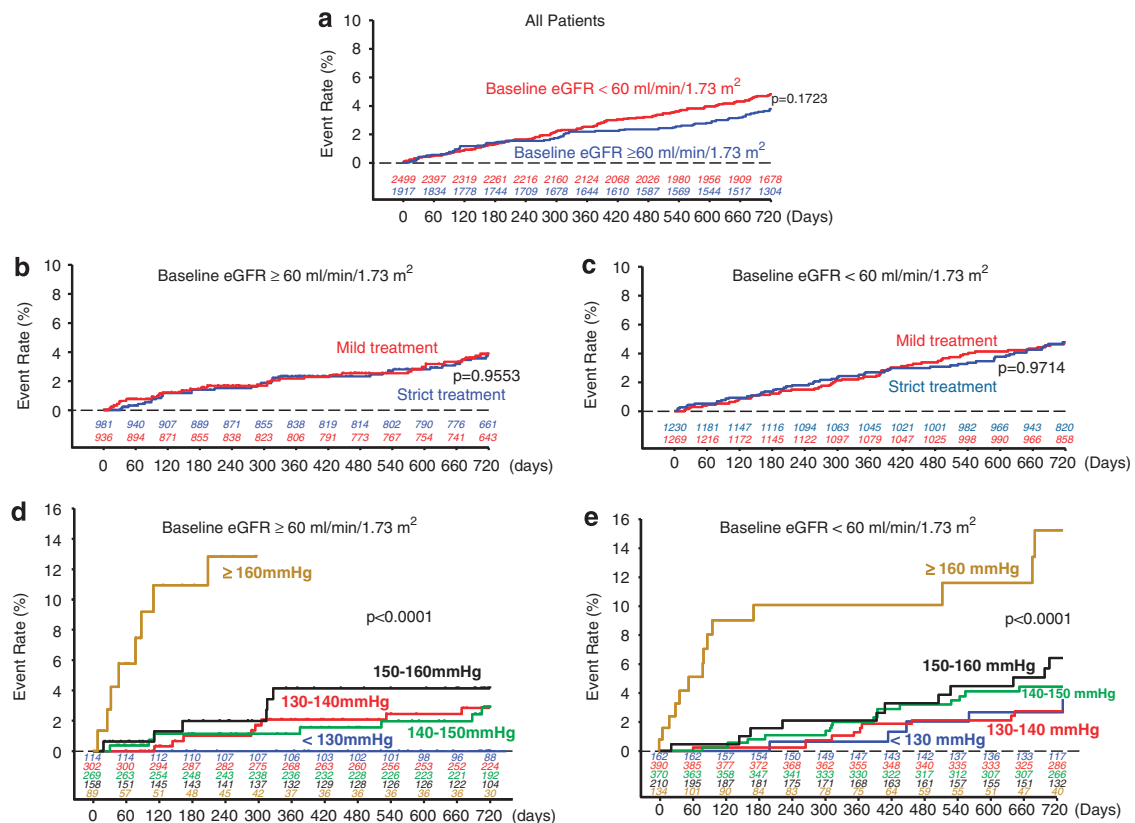 a
All Patients
Event Rate (%)
10
8
6
4
2
0
Baseline eGFR < 60 ml/min/1.73 m2
p=0.1723
Baseline eGFR ≥60 ml/min/1.73 m2
2499 2397 2319 2261 2216 2160 2124 2068 2026 1980 1956 1909 1678
1917 1834 1778 1744 1709 1678 1644 1610 1587 1569 1544 1517 1304
0 60 120 180 240 300 360 420 480 540 600 660 720 (Days)
b
Baseline eGFR ≥ 60 ml/min/1.73 m2
Event Rate (%)
10
8
6
4
2
0
Mild treatment
p=0.9553
Strict treatment
981 940 907 889 871 855 838 819 814 802 790 776 661
936 894 871 855 838 823 806 791 773 767 754 741 643
0 60 120 180 240 300 360 420 480 540 600 660 720 (days)
c
Baseline eGFR < 60 ml/min/1.73 m2
Event Rate (%)
10
8
6
4
2
0
Mild treatment
p=0.9714
Strict treatment
1230 1181 1147 1116 1094 1063 1045 1021 1001 982 966 943 820
1269 1216 1172 1145 1122 1097 1079 1047 1025 998 990 966 858
0 60 120 180 240 300 360 420 480 540 600 660 720 (Days)
d
Baseline eGFR ≥ 60 ml/min/1.73 m2
Event Rate (%)
16
14
12
10
8
6
4
2
0
≥ 160mmHg
p<0.0001
150-160mmHg
130-140mmHg
140-150mmHg
< 130mmHg
114 114 112 110 107 107 106 103 102 101 98 96 88
302 300 294 287 282 275 268 263 260 256 254 252 224
269 263 254 248 243 238 236 232 228 226 223 221 192
158 151 145 143 141 137 132 129 128 126 126 122 104
89 57 51 48 45 42 37 36 36 36 36 36 30
0 60 120 180 240 300 360 420 480 540 600 660 720 (days)
e
Baseline eGFR < 60 ml/min/1.73 m2
Event Rate (%)
16
14
12
10
8
6
4
2
0
≥ 160 mmHg
p<0.0001
150-160 mmHg
140-150 mmHg
130-140 mmHg
< 130 mmHg
162 162 157 154 150 149 147 143 142 137 136 133 117
390 385 377 368 362 355 348 342 340 335 333 325 286
370 363 358 347 341 333 330 322 317 312 307 307 266
210 195 187 181 175 171 168 163 161 157 155 151 132
134 101 90 84 83 78 75 64 59 55 51 47 40
0 60 120 180 240 300 360 420 480 540 600 660 720 (Days)